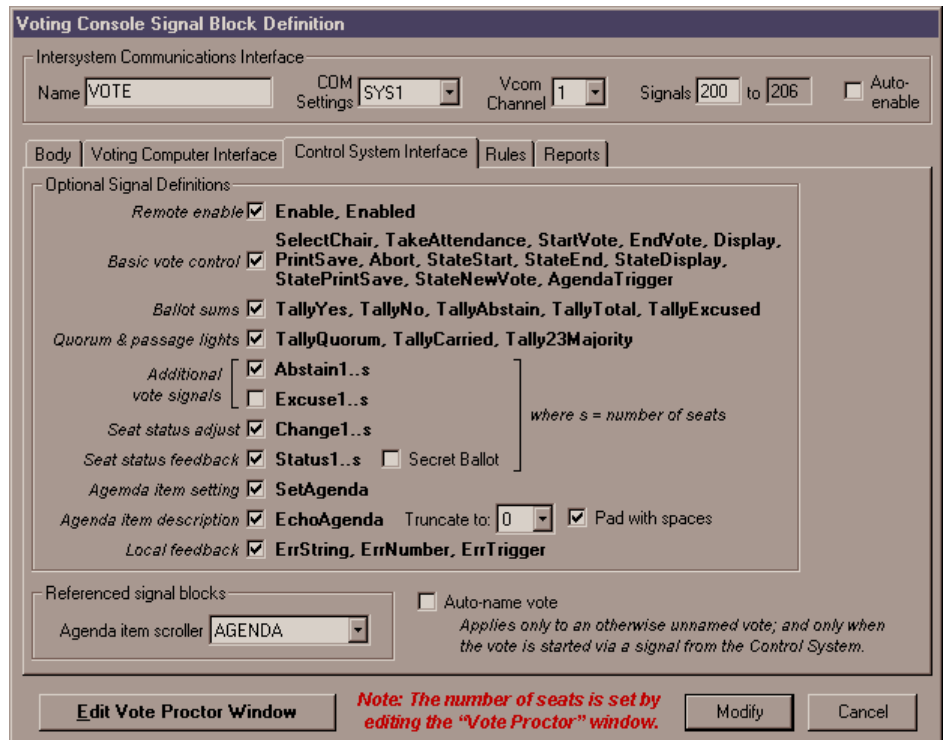 Voting Console Signal Block Definition
Intersystem Communications Interface
Name VOTE COM Settings SYS1 Vcom Channel 1 Signals 200 to 206 Auto-enable
Body Voting Computer Interface Control System Interface Rules Reports
Optional Signal Definitions
Remote enable Enable, Enabled
SelectChair, TakeAttendance, StartVote, EndVote, Display,
Basic vote control PrintSave, Abort, StateStart, StateEnd, StateDisplay,
StatePrintSave, StateNewVote, AgendaTrigger
Ballot sums TallyYes, TallyNo, TallyAbstain, TallyTotal, TallyExcused
Quorum & passage lights TallyQuorum, TallyCarried, Tally23Majority
Additional vote signals Abstain1..s
Excuse1..s
where s = number of seats
Seat status adjust Change1..s
Seat status feedback Status1..s Secret Ballot
Agemda item setting SetAgenda
Agenda item description EchoAgenda Truncate to: 0 Pad with spaces
Local feedback ErrString, ErrNumber, ErrTrigger
Referenced signal blocks
Agenda item scroller AGENDA
Auto-name vote
Applies only to an otherwise unnamed vote; and only when
the vote is started via a signal from the Control System.
Edit Vote Proctor Window
Note: The number of seats is set by
editing the “Vote Proctor” window.
Modify Cancel